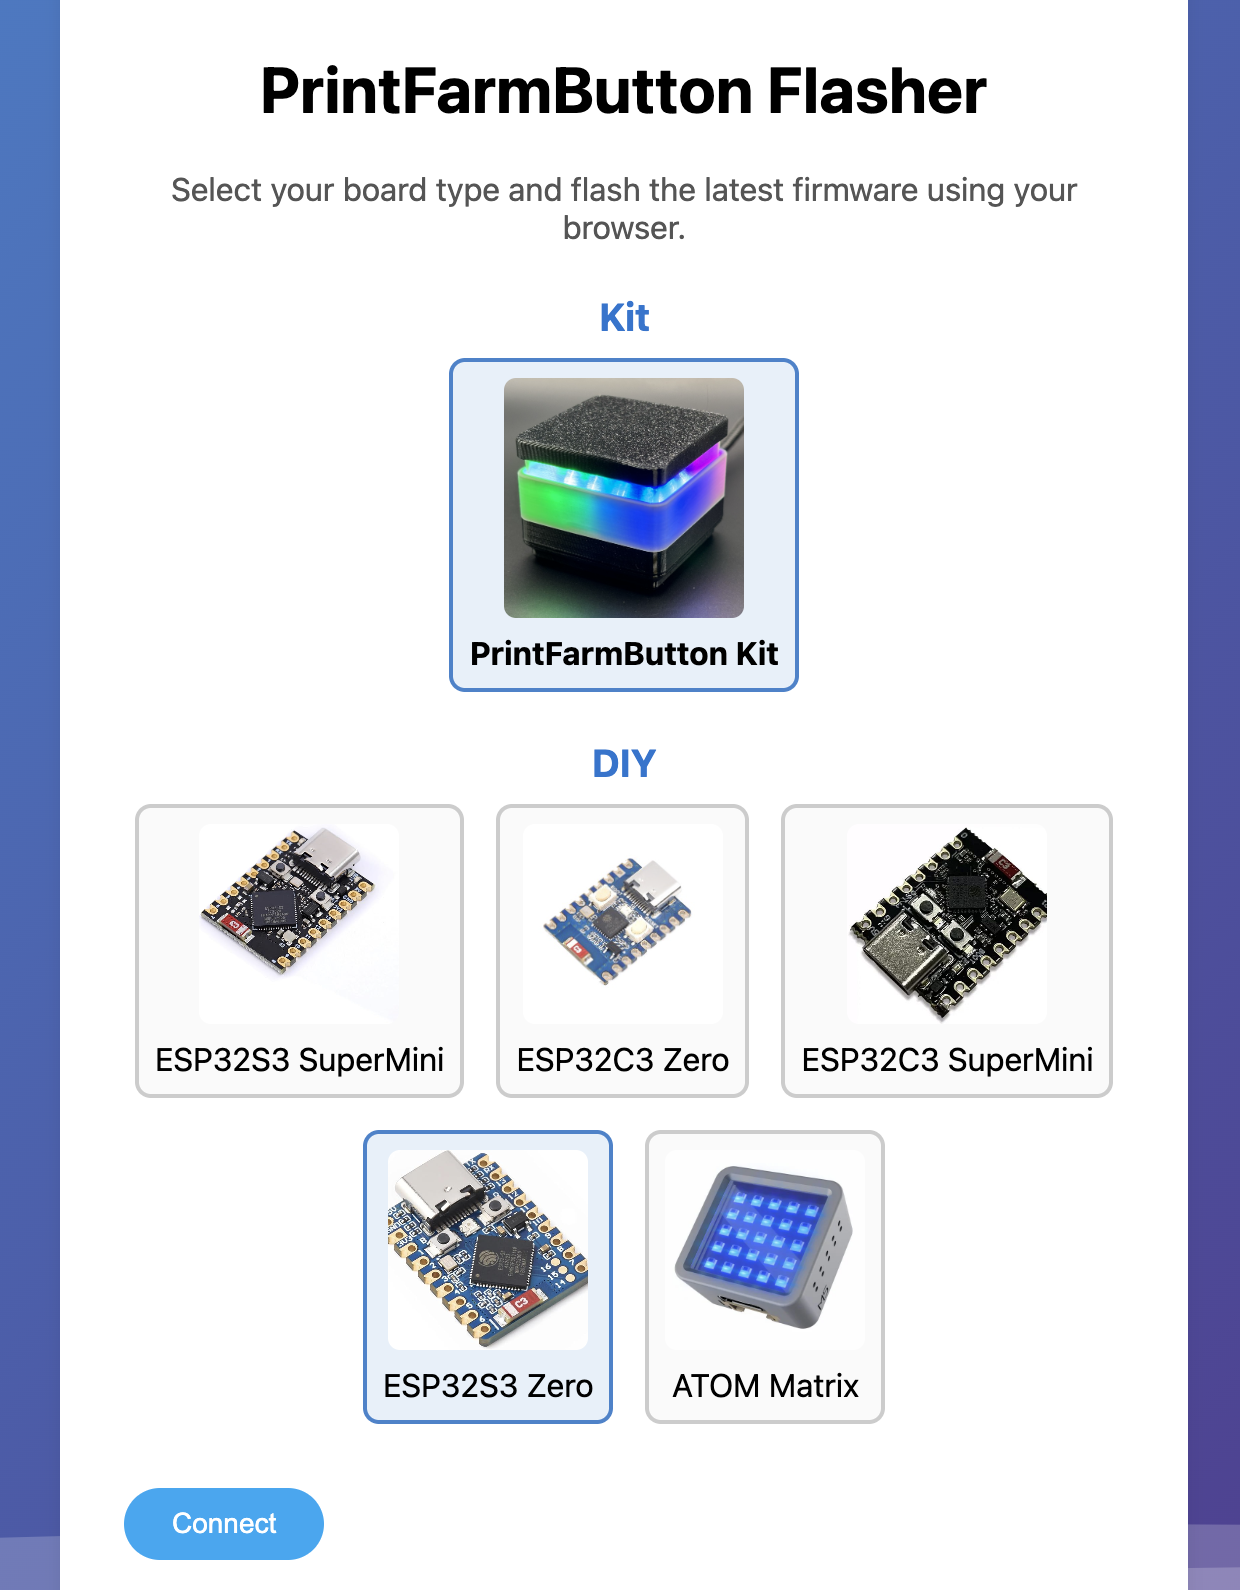 PrintFarmButton Flasher
Select your board type and flash the latest firmware using your
browser.
Kit
PrintFarmButton Kit
DIY
ESP32S3 SuperMini
ESP32C3 Zero
ESP32C3 SuperMini
ESP32S3 Zero
ATOM Matrix
Connect